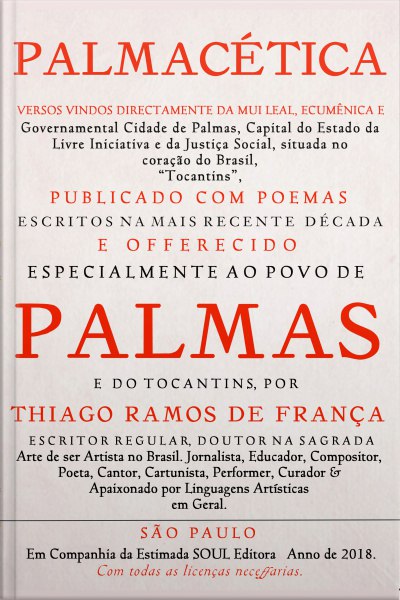 PALMACÉTICA
VERSOS VINDOS DIRECTAMENTE DA MUI LEAL, ECUMÊNICA E
Governamental Cidade de Palmas, Capital do Estado da
Livre Iniciativa e da Justiça Social, situada no
coração do Brasil,
“Tocantins”,
PUBLICADO COM POEMAS
ESCRITOS NA MAIS RECENTE DÉCADA
E OFFERECIDO
ESPECIALMENTE AO POVO DE
PALMAS
E DO TOCANTINS, POR
THIAGO RAMOS DE FRANÇA
ESCRITOR REGULAR, DOUTOR NA SAGRADA
Arte de ser Artista no Brasil. Jornalista, Educador, Compositor,
Poeta, Cantor, Cartunista, Performer, Curador &
Apaixonado por Linguagens Artísticas
em Geral.
SÃO PAULO
Em Companhia da Estimada SOUL Editora Anno de 2018.
Com todas as licenças neceſſarias.